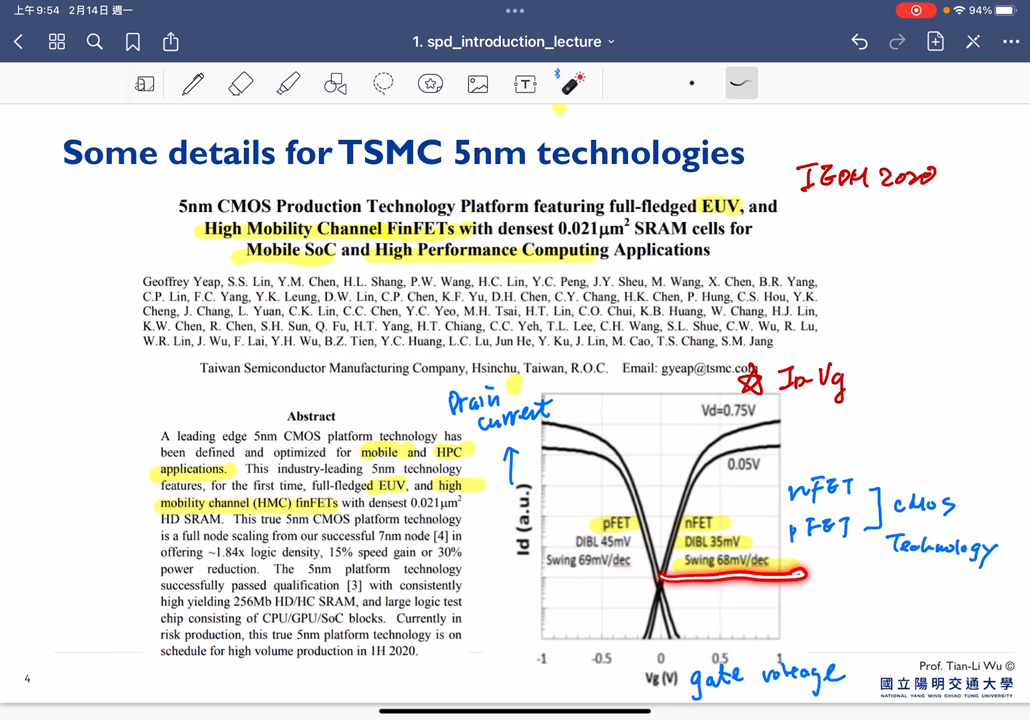 上午9:54 2月14日 週一
94%
1. spd_introduction_lecture
Some details for TSMC 5nm technologies
IEDM 2020
5nm CMOS Production Technology Platform featuring full-fledged EUV, and
High Mobility Channel FinFETs with densest 0.021μm² SRAM cells for
Mobile SoC and High Performance Computing Applications
Geoffrey Yeap, S.S. Lin, Y.M. Chen, H.L. Shang, P.W. Wang, H.C. Lin, Y.C. Peng, J.Y. Sheu, M. Wang, X. Chen, B.R. Yang,
C.P. Lin, F.C. Yang, Y.K. Leung, D.W. Lin, C.P. Chen, K.F. Yu, D.H. Chen, C.Y. Chang, H.K. Chen, P. Hung, C.S. Hou, Y.K.
Cheng, J. Chang, L. Yuan, C.K. Lin, C.C. Chen, Y.C. Yeo, M.H. Tsai, H.T. Lin, C.O. Chui, K.B. Huang, W. Chang, H.J. Lin,
K.W. Chen, R. Chen, S.H. Sun, Q. Fu, H.T. Yang, H.T. Chiang, C.C. Yeh, T.L. Lee, C.H. Wang, S.L. Shue, C.W. Wu, R. Lu,
W.R. Lin, J. Wu, F. Lai, Y.H. Wu, B.Z. Tien, Y.C. Huang, L.C. Lu, Jun He, Y. Ku, J. Lin, M. Cao, T.S. Chang, S.M. Jang
Taiwan Semiconductor Manufacturing Company, Hsinchu, Taiwan, R.O.C. Email: gyeap@tsmc.com
Abstract
A leading edge 5nm CMOS platform technology has
been defined and optimized for mobile and HPC
applications. This industry-leading 5nm technology
features, for the first time, full-fledged EUV, and high
mobility channel (HMC) finFETs with densest 0.021μm²
HD SRAM. This true 5nm CMOS platform technology
is a full node scaling from our successful 7nm node [4] in
offering ~1.84x logic density, 15% speed gain or 30%
power reduction. The 5nm platform technology
successfully passed qualification [3] with consistently
high yielding 256Mb HD/HC SRAM, and large logic test
chip consisting of CPU/GPU/SoC blocks. Currently in
risk production, this true 5nm platform technology is on
schedule for high volume production in 1H 2020.
Drain
current
ID-Vg
Vd=0.75V
0.05V
Id (a.u.)
pFET
DIBL 45mV
Swing 69mV/dec
nFET
DIBL 35mV
Swing 68mV/dec
nFET
pFET
CMOS
Technology
-1 -0.5 0 0.5 1
Vg (V)
gate voltage
4
Prof. Tian-Li Wu ©
國立陽明交通大學
NATIONAL YANG MING CHIAO TUNG UNIVERSITY